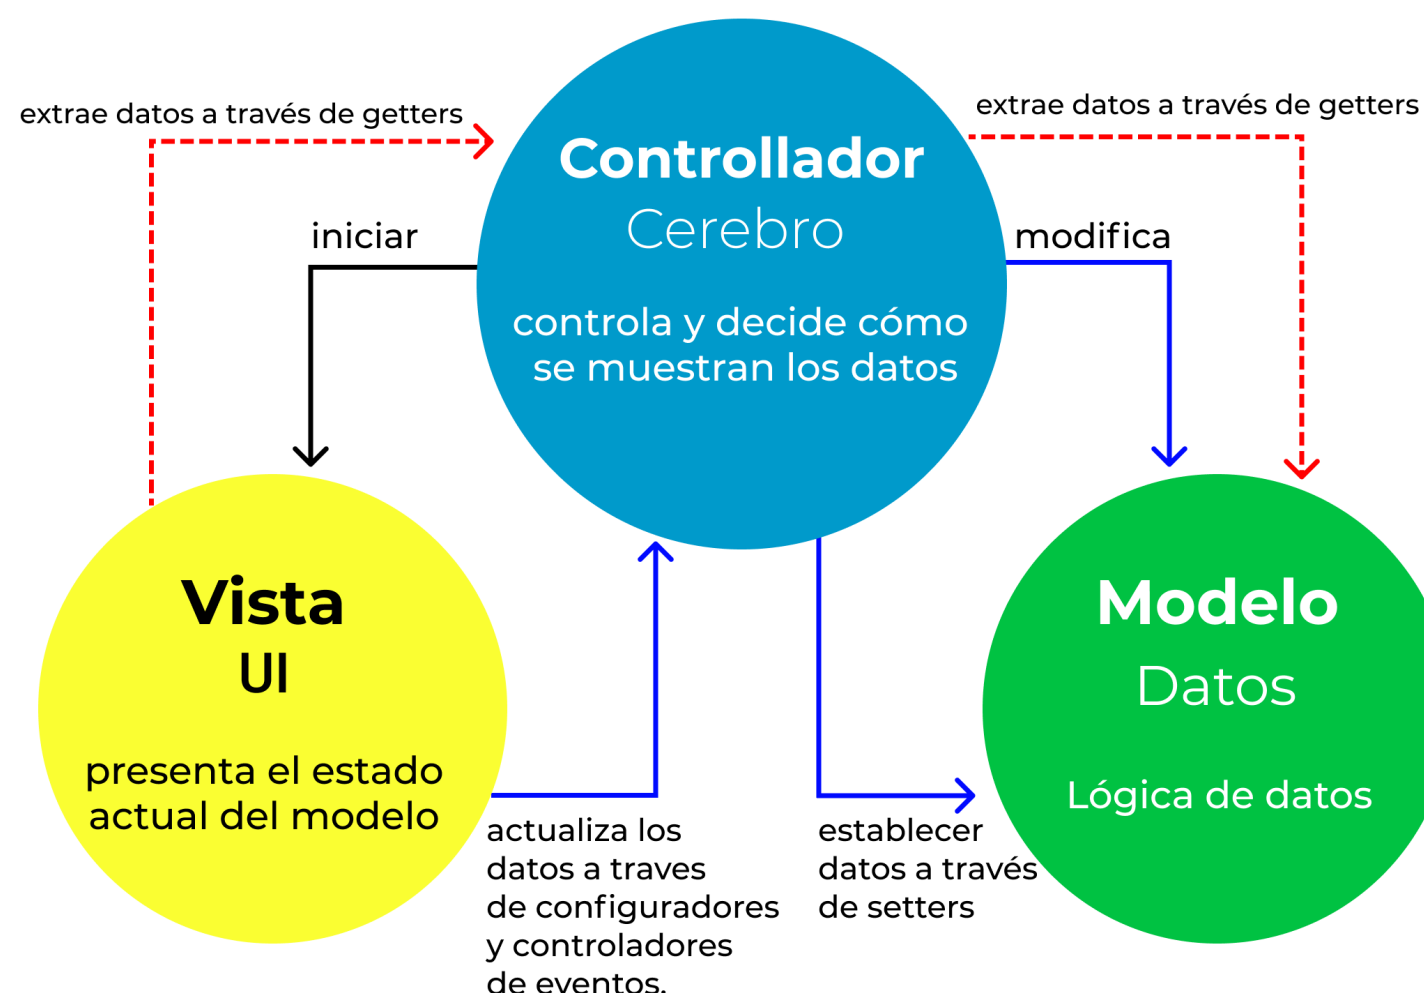 extrae datos a través de getters
extrae datos a través de getters
Controllador
Cerebro
iniciar
modifica
controla y decide cómo
se muestran los datos
Vista
UI
presenta el estado
actual del modelo
Modelo
Datos
Lógica de datos
actualiza los
datos a traves
de configuradores
y controladores
de eventos.
establecer
datos a través
de setters